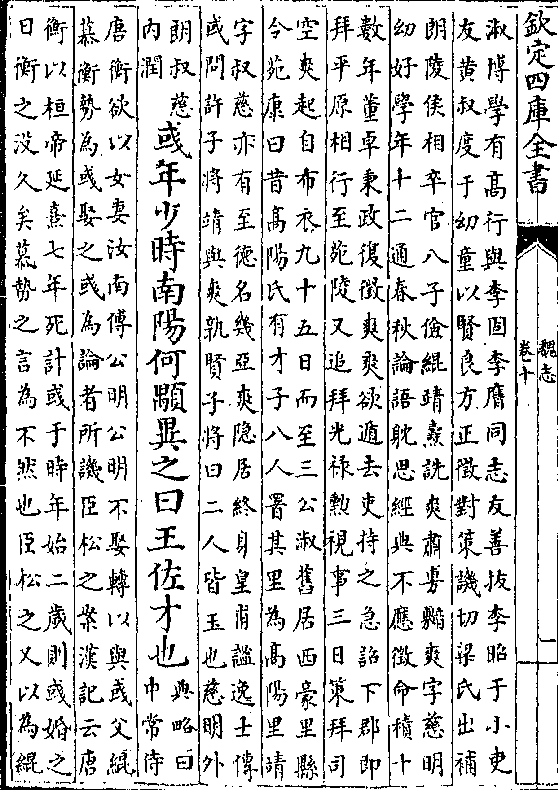 欽定四庫全書
魏志
卷十
淑博學有高行與李固李膺同志友善拔李昭于小吏
友黃叔度于幼童以賢良方正徵對策譏切梁氏出補
朗陵侯相卒官八子儉緄靖燾詵爽肅旉爽字慈明
幼好學年十二通春秋論語耽思經典不應徵命積十
數年董卓秉政復徵爽爽欲遁去吏持之急詔下郡即
拜平原相行至苑陵又追拜光祿勲視事三日策拜司
空爽起自布衣九十五日而至三公淑舊居西豪里縣
令苑康曰昔高陽氏有才子八人署其里為高陽里靖
字叔慈亦有至德名幾亞爽隱居終身皇甫謐逸士傳
或問許子將靖與爽孰賢子將曰二人皆玉也慈明外
朗叔慈
內潤
彧年少時南陽何顒異之曰王佐才也
典略曰
中常侍
唐衡欲以女妻汝南傅公明公明不娶轉以與彧父緄
慕衡勢為彧娶之彧為論者所譏臣松之案漢記云唐
衡以桓帝延熹七年死計彧于時年始二歲則彧婚之
日衡之沒久矣慕勢之言為不然也臣松之又以為緄